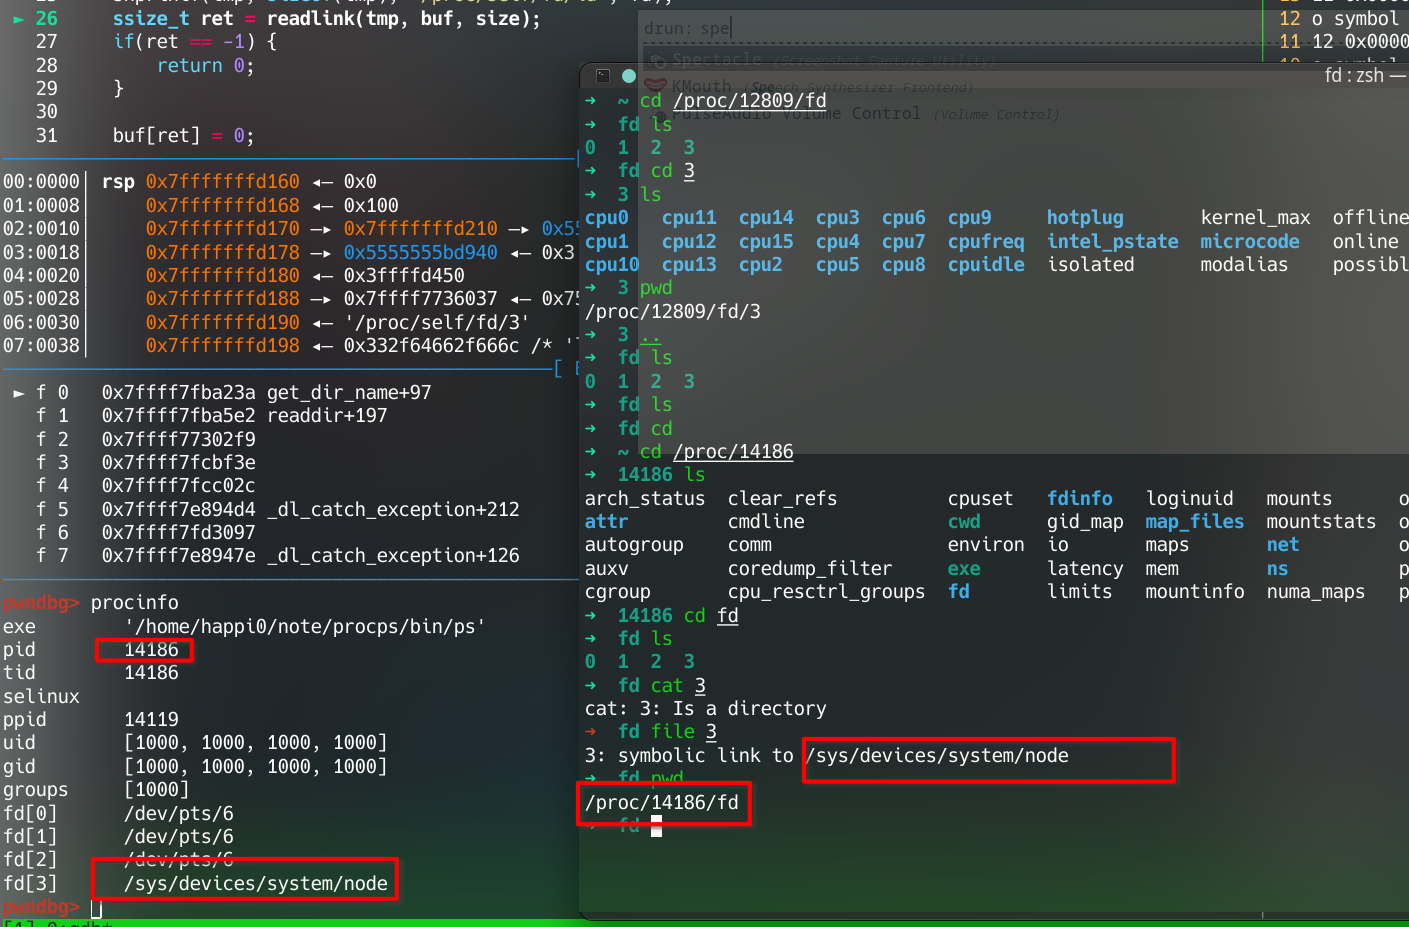 ► 26     ssize_t ret = readlink(tmp, buf, size);
27     if(ret == -1) {
28         return 0;
29     }
30
31     buf[ret] = 0;
00:0000│ rsp 0x7fffffffd160 ◂— 0x0
01:0008│     0x7fffffffd168 ◂— 0x100
02:0010│     0x7fffffffd170 —▸ 0x7fffffffd210 —▸ 0x55
03:0018│     0x7fffffffd178 —▸ 0x5555555bd940 ◂— 0x3
04:0020│     0x7fffffffd180 ◂— 0x3ffffd450
05:0028│     0x7fffffffd188 —▸ 0x7ffff7736037 ◂— 0x75
06:0030│     0x7fffffffd190 ◂— '/proc/self/fd/3'
07:0038│     0x7fffffffd198 ◂— 0x332f64662f666c /* '
► f 0   0x7ffff7fba23a get_dir_name+97
f 1   0x7ffff7fba5e2 readdir+197
f 2   0x7ffff77302f9
f 3   0x7ffff7fcbf3e
f 4   0x7ffff7fcc02c
f 5   0x7ffff7e894d4 _dl_catch_exception+212
f 6   0x7ffff7fd3097
f 7   0x7ffff7e8947e _dl_catch_exception+126
pwndbg> procinfo
exe        '/home/happi0/note/procps/bin/ps'
pid        14186
tid        14186
selinux
ppid       14119
uid        [1000, 1000, 1000, 1000]
gid        [1000, 1000, 1000, 1000]
groups     [1000]
fd[0]      /dev/pts/6
fd[1]      /dev/pts/6
fd[2]      /dev/pts/6
fd[3]      /sys/devices/system/node
pwndbg>
drun: spe
Spectacle (Screenshot Capture Utility)
KMouth (Speech Synthesizer Frontend)
PulseAudio Volume Control (Volume Control)
12 o symbol
11 12 0x0000
fd : zsh —
➜  ~ cd /proc/12809/fd
➜  fd ls
0  1  2  3
➜  fd cd 3
➜  3 ls
cpu0   cpu11  cpu14  cpu3  cpu6  cpu9     hotplug       kernel_max  offline
cpu1   cpu12  cpu15  cpu4  cpu7  cpufreq  intel_pstate  microcode   online
cpu10  cpu13  cpu2   cpu5  cpu8  cpuidle  isolated      modalias    possibl
➜  3 pwd
/proc/12809/fd/3
➜  3 ..
➜  fd ls
0  1  2  3
➜  fd ls
➜  fd cd
➜  ~ cd /proc/14186
➜  14186 ls
arch_status  clear_refs          cpuset   fdinfo   loginuid   mounts      o
attr         cmdline             cwd      gid_map  map_files  mountstats  o
autogroup    comm                environ  io       maps       net         o
auxv         coredump_filter     exe      latency  mem        ns          p
cgroup       cpu_resctrl_groups  fd       limits   mountinfo  numa_maps   p
➜  14186 cd fd
➜  fd ls
0  1  2  3
➜  fd cat 3
cat: 3: Is a directory
➜  fd file 3
3: symbolic link to /sys/devices/system/node
➜  fd pwd
/proc/14186/fd
➜  fd